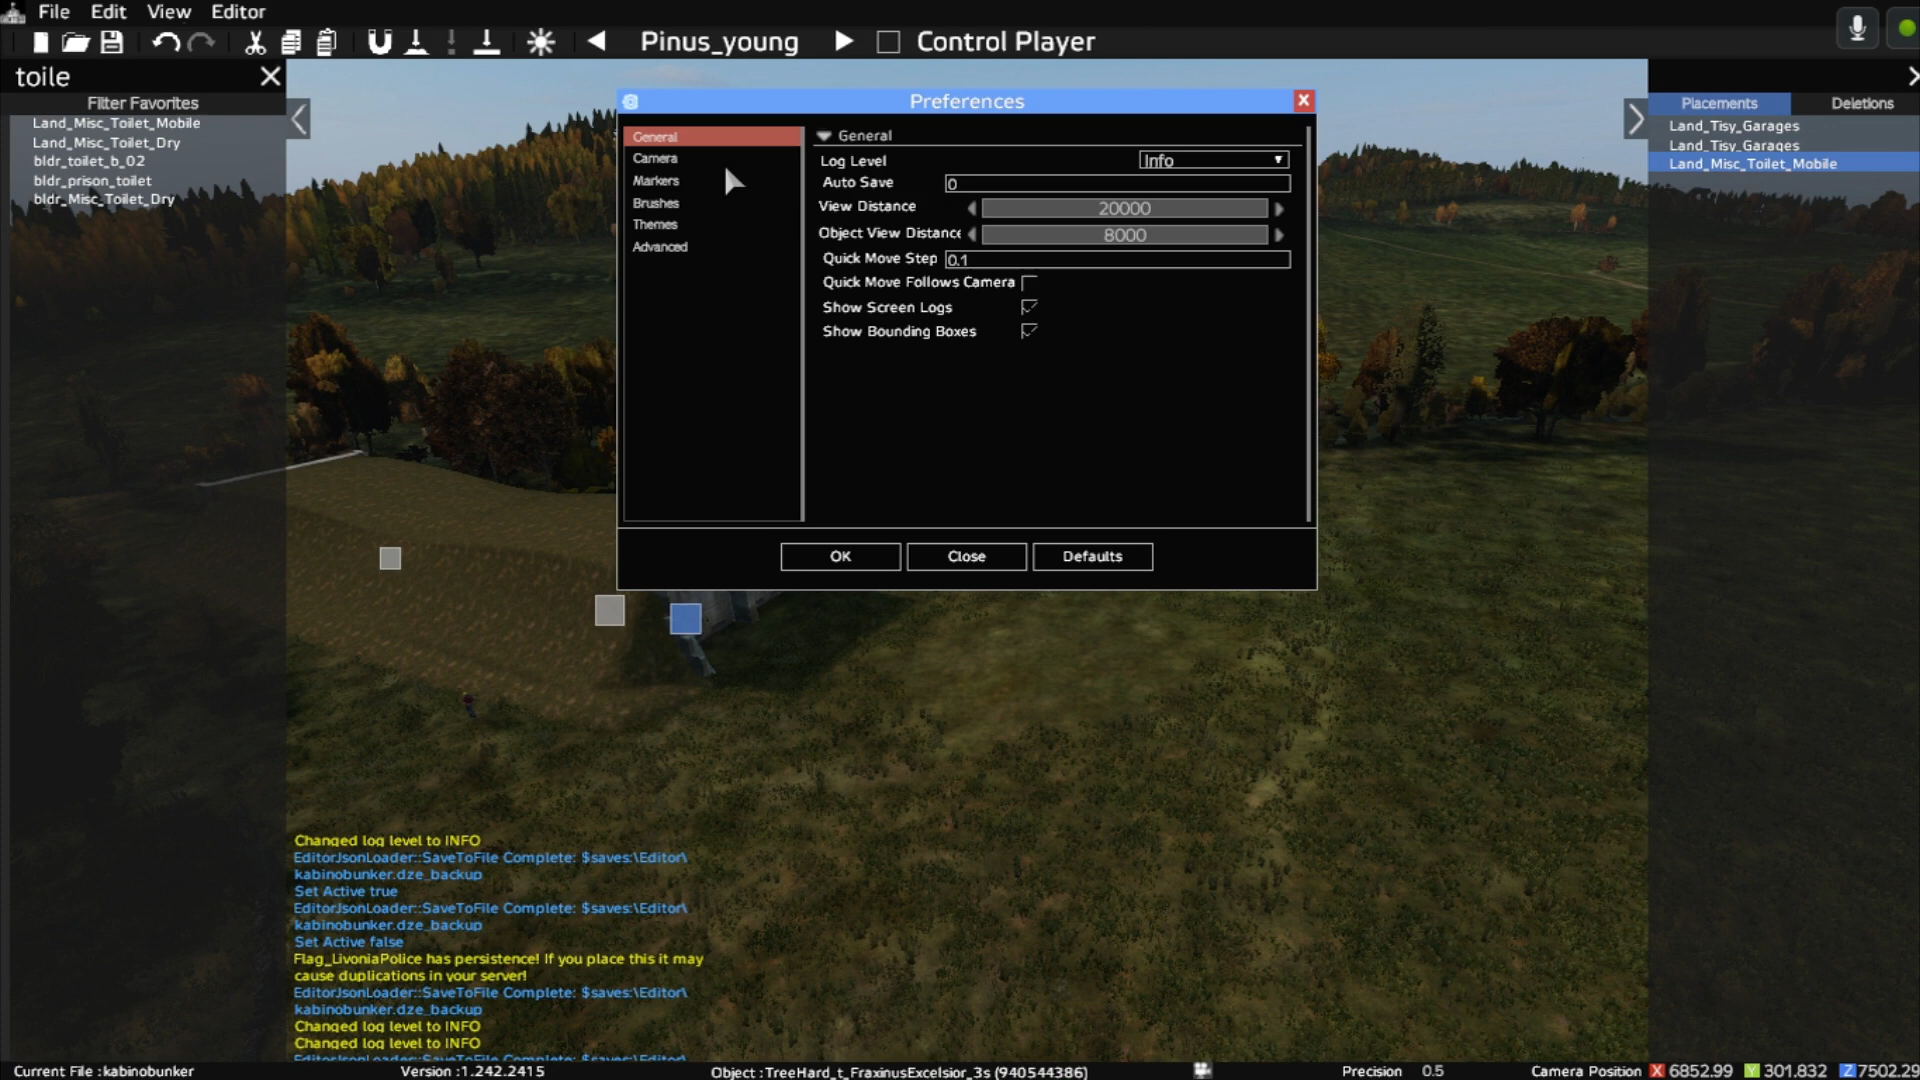 File Edit View Editor
Pinus_young Control Player
toile
Filter Favorites
Land_Misc_Toilet_Mobile
Land_Misc_Toilet_Dry
bldr_toilet_b_02
bldr_prison_toilet
bldr_Misc_Toilet_Dry
Preferences
General
Camera
Markers
Brushes
Themes
Advanced
General
Log Level Info
Auto Save 0
View Distance 20000
Object View Distance 8000
Quick Move Step 0.1
Quick Move Follows Camera
Show Screen Logs
Show Bounding Boxes
OK Close Defaults
Placements Deletions
Land_Tisy_Garages
Land_Tisy_Garages
Land_Misc_Toilet_Mobile
Changed log level to INFO
EditorJsonLoader::SaveToFile Complete: $saves:\Editor\
kabinobunker.dze_backup
Set Active true
EditorJsonLoader::SaveToFile Complete: $saves:\Editor\
kabinobunker.dze_backup
Set Active false
Flag_LivoniaPolice has persistence! If you place this it may
cause duplications in your server!
EditorJsonLoader::SaveToFile Complete: $saves:\Editor\
kabinobunker.dze_backup
Changed log level to INFO
Changed log level to INFO
EditorJsonLoader::SaveToFile Complete: $saves:\Editor\
Current File :kabinobunker Version :1.242.2415 Object :TreeHard_t_FraxinusExcelsior_3s (940544386) Precision 0.5 Camera Position X 6852.99 Y 301.832 Z 7502.29